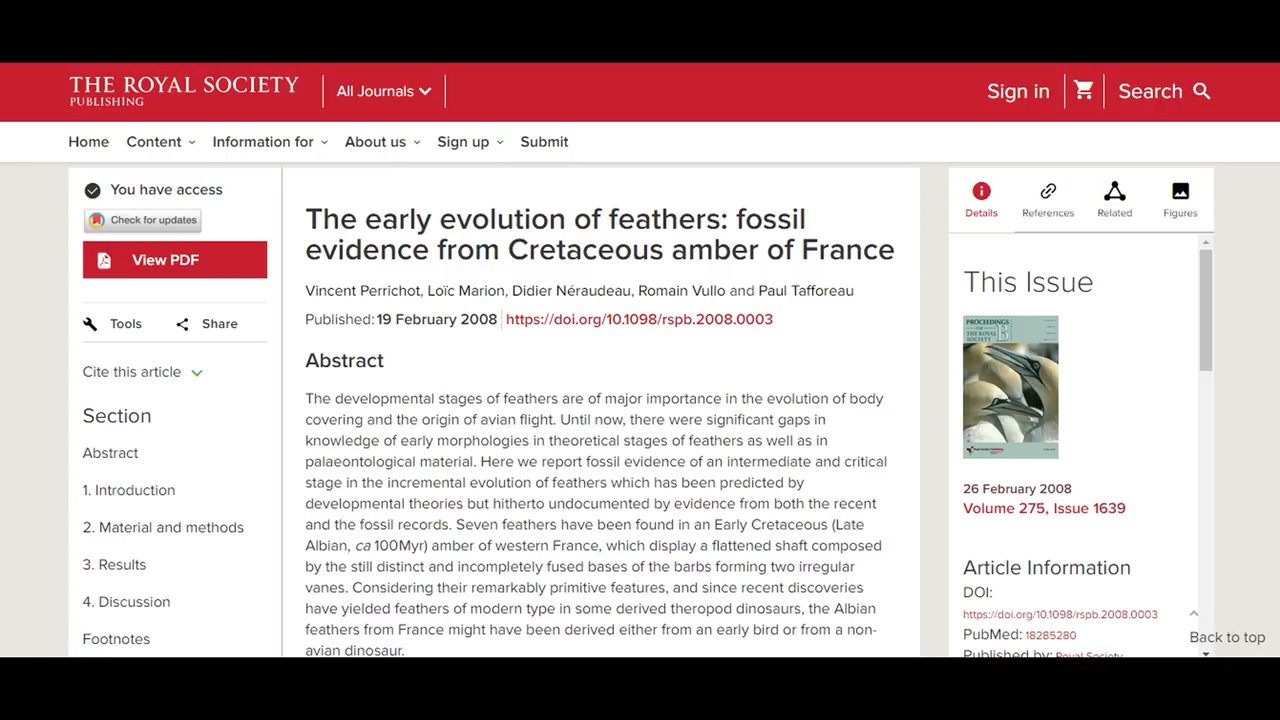 THE ROYAL SOCIETY
PUBLISHING
All Journals
Sign in
Search
Home
Content
Information for
About us
Sign up
Submit
You have access
Check for updates
View PDF
Tools
Share
Cite this article
Section
Abstract
1. Introduction
2. Material and methods
3. Results
4. Discussion
Footnotes
The early evolution of feathers: fossil
evidence from Cretaceous amber of France
Vincent Perrichot, Loïc Marion, Didier Néraudeau, Romain Vullo and Paul Tafforeau
Published: 19 February 2008 https://doi.org/10.1098/rspb.2008.0003
Abstract
The developmental stages of feathers are of major importance in the evolution of body
covering and the origin of avian flight. Until now, there were significant gaps in
knowledge of early morphologies in theoretical stages of feathers as well as in
palaeontological material. Here we report fossil evidence of an intermediate and critical
stage in the incremental evolution of feathers which has been predicted by
developmental theories but hitherto undocumented by evidence from both the recent
and the fossil records. Seven feathers have been found in an Early Cretaceous (Late
Albian, ca 100Myr) amber of western France, which display a flattened shaft composed
by the still distinct and incompletely fused bases of the barbs forming two irregular
vanes. Considering their remarkably primitive features, and since recent discoveries
have yielded feathers of modern type in some derived theropod dinosaurs, the Albian
feathers from France might have been derived either from an early bird or from a non-
avian dinosaur.
Details
References
Related
Figures
This Issue
PROCEEDINGS
OF THE ROYAL
SOCIETY B
26 February 2008
Volume 275, Issue 1639
Article Information
DOI:
https://doi.org/10.1098/rspb.2008.0003
PubMed: 18285280
Published by: Royal Society
Back to top